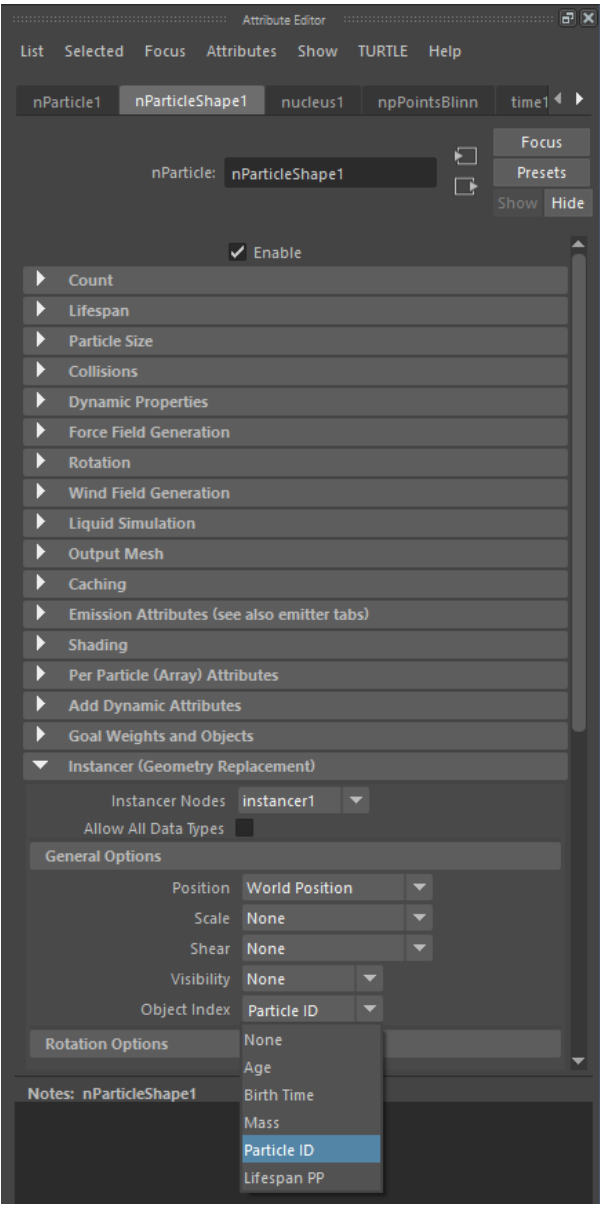 Attribute Editor
List Selected Focus Attributes Show TURTLE Help
nParticle1 nParticleShape1 nucleus1 npPointsBlinn time1
Focus
nParticle: nParticleShape1
Presets
Show Hide
Enable
Count
Lifespan
Particle Size
Collisions
Dynamic Properties
Force Field Generation
Rotation
Wind Field Generation
Liquid Simulation
Output Mesh
Caching
Emission Attributes (see also emitter tabs)
Shading
Per Particle (Array) Attributes
Add Dynamic Attributes
Goal Weights and Objects
Instancer (Geometry Replacement)
Instancer Nodes instancer1
Allow All Data Types
General Options
Position World Position
Scale None
Shear None
Visibility None
Object Index Particle ID
Rotation Options
None
Age
Birth Time
Mass
Particle ID
Lifespan PP
Notes: nParticleShape1